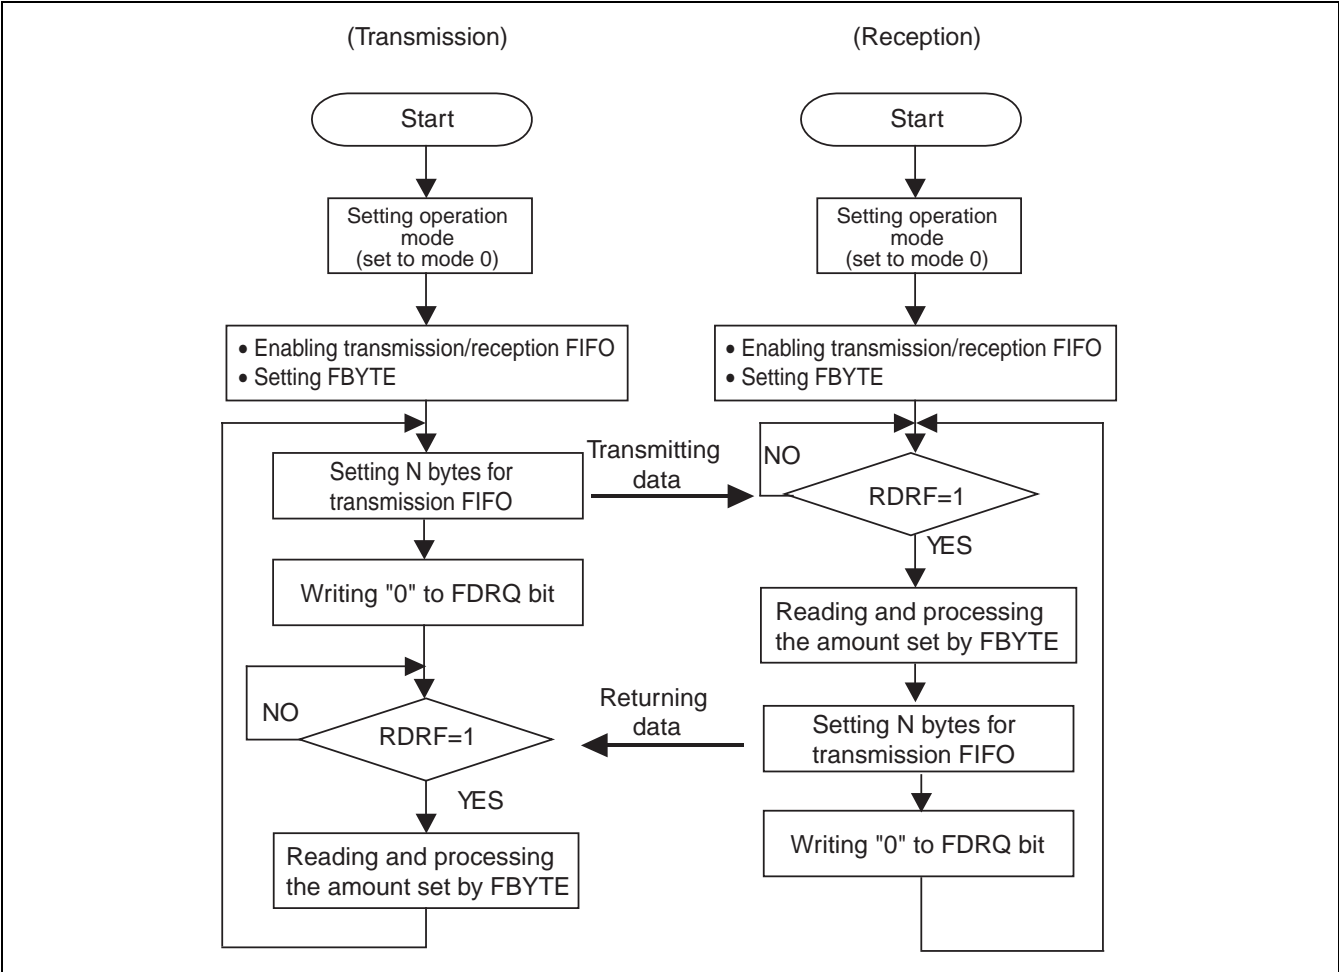 (Transmission)
Start
Setting operation
mode
(set to mode 0)
• Enabling transmission/reception FIFO
• Setting FBYTE
Setting N bytes for
transmission FIFO
Writing "0" to FDRQ bit
NO
RDRF=1
YES
Reading and processing
the amount set by FBYTE
Transmitting
data
Returning
data
(Reception)
Start
Setting operation
mode
(set to mode 0)
• Enabling transmission/reception FIFO
• Setting FBYTE
NO
RDRF=1
YES
Reading and processing
the amount set by FBYTE
Setting N bytes for
transmission FIFO
Writing "0" to FDRQ bit